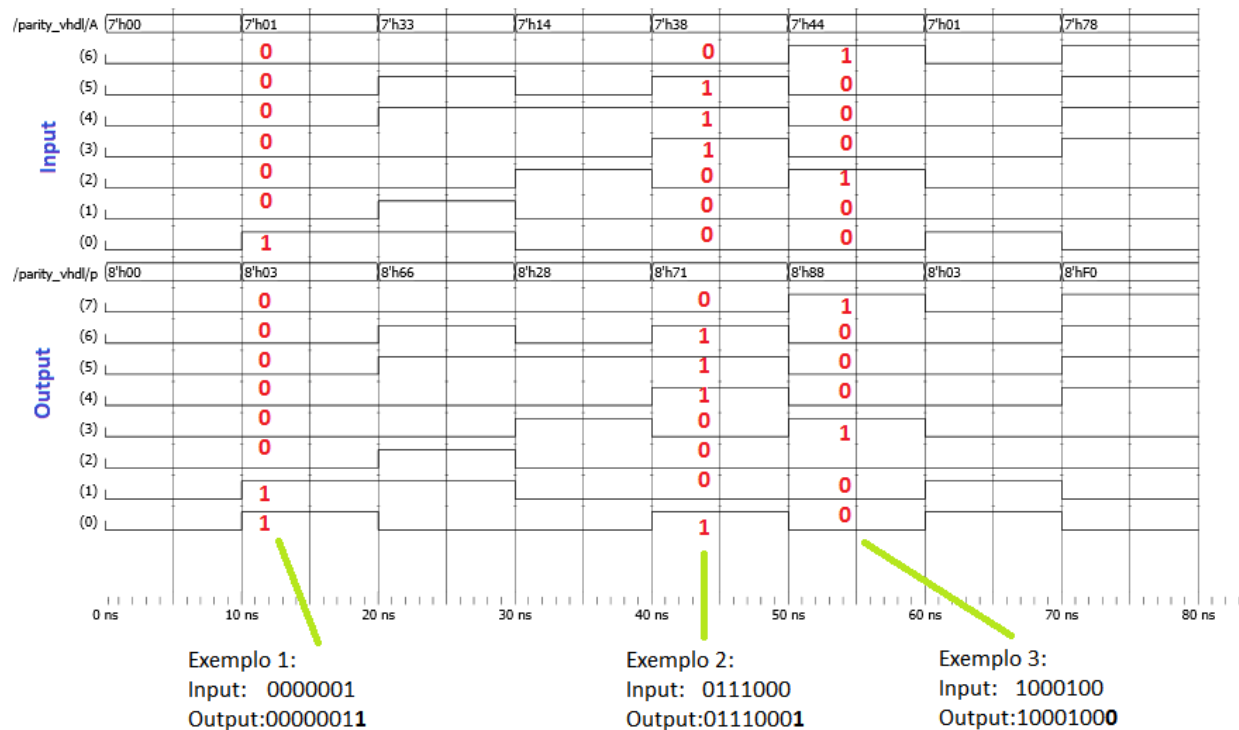 /parity_vhdl/A 7'h00 7'h01 7'h33 7'h14 7'h38 7'h44 7'h01 7'h78
(6) 0 0 1
(5) 0 1 0
(4) 0 1 0
(3) 0 1 0
(2) 0 0 1
(1) 0 0 0
(0) 1 0 0
Input
/parity_vhdl/p 8'h00 8'h03 8'h66 8'h28 8'h71 8'h88 8'h03 8'hF0
(7) 0 0 1
(6) 0 1 0
(5) 0 1 0
(4) 0 1 0
(3) 0 0 1
(2) 0 0
(1) 1 0 0
(0) 1 1 0
Output
0 ns 10 ns 20 ns 30 ns 40 ns 50 ns 60 ns 70 ns 80 ns
Exemplo 1:
Input: 0000001
Output:00000011
Exemplo 2:
Input: 0111000
Output:01110001
Exemplo 3:
Input: 1000100
Output:10001000